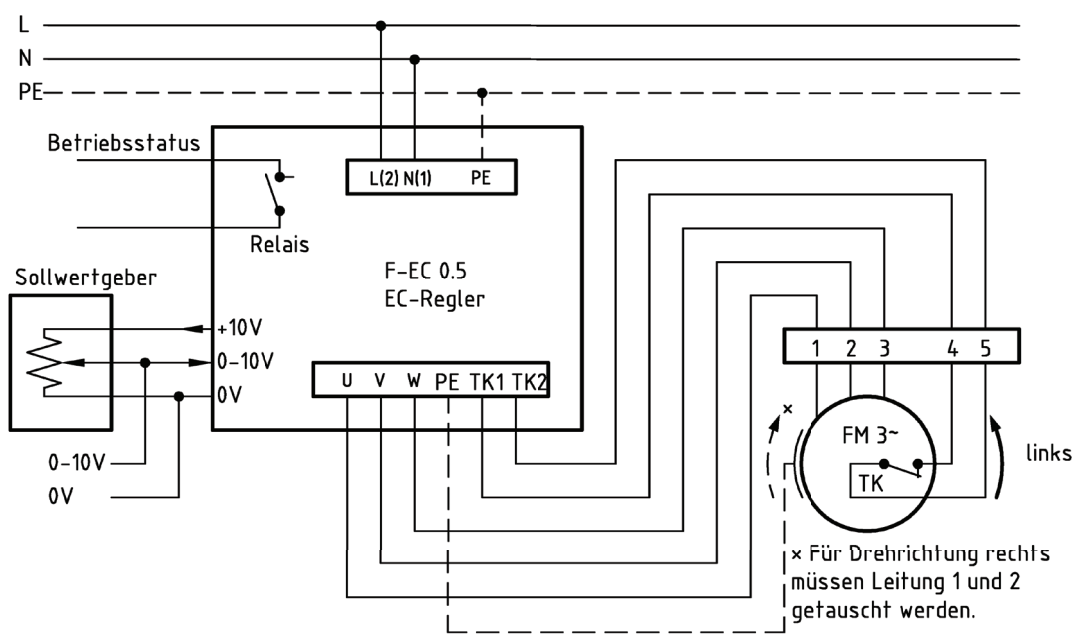 L
N
PE
Betriebsstatus
L(2) N(1) PE
Relais
F-EC 0.5
EC-Regler
Sollwertgeber
+10V
0-10V
0V
U V W PE TK1 TK2
0-10V
0V
1 2 3 4 5
×
FM 3~
TK
links
× Für Drehrichtung rechts
müssen Leitung 1 und 2
getauscht werden.